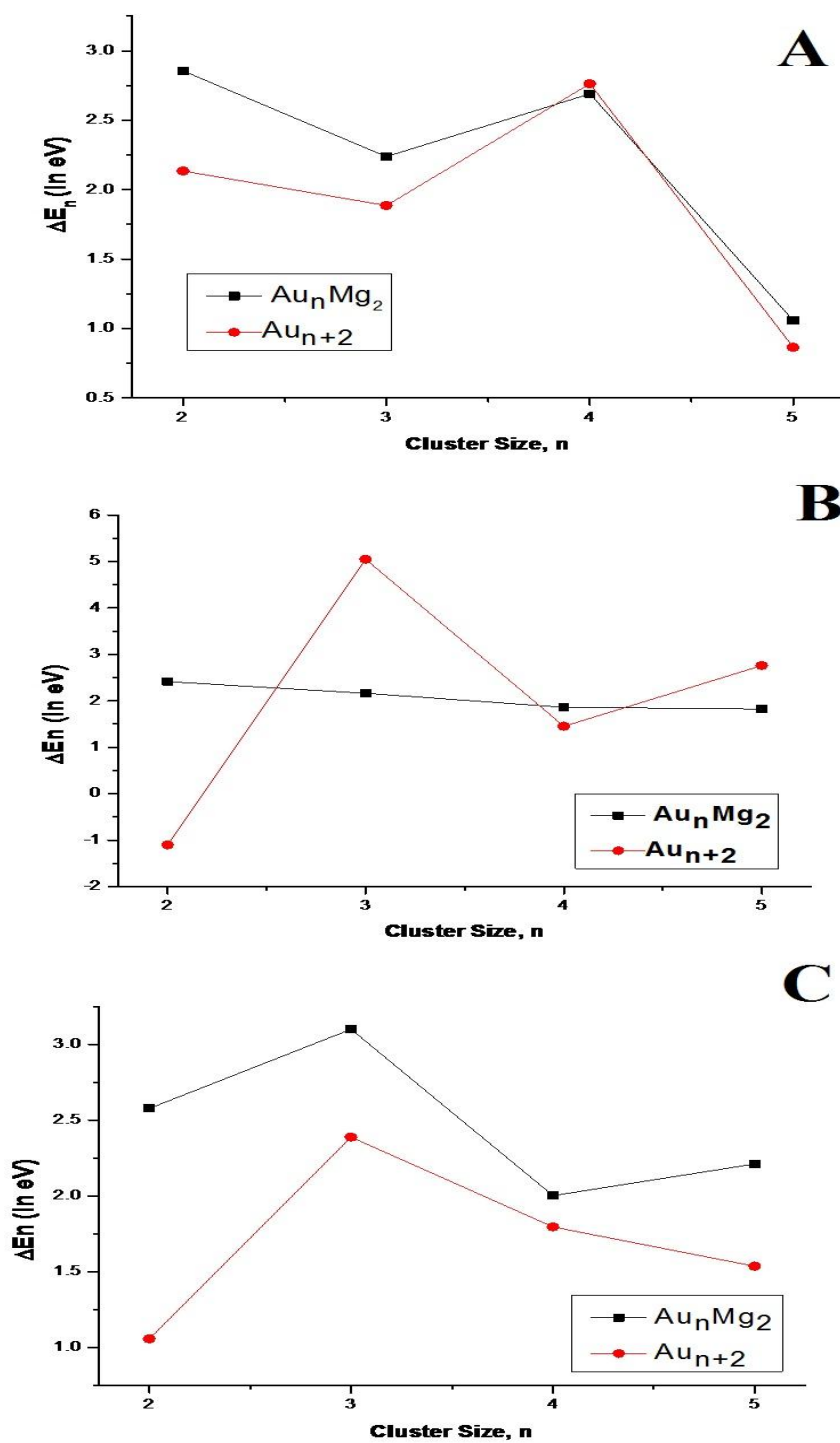 A
3.0
2.5
2.0
1.5
1.0
0.5
ΔEn (In eV)
AunMg2
Aun+2
2 3 4 5
Cluster Size, n
B
6
5
4
3
2
1
0
-1
-2
ΔEn (In eV)
AunMg2
Aun+2
2 3 4 5
Cluster Size, n
C
3.0
2.5
2.0
1.5
1.0
ΔEn (In eV)
AunMg2
Aun+2
2 3 4 5
Cluster Size, n